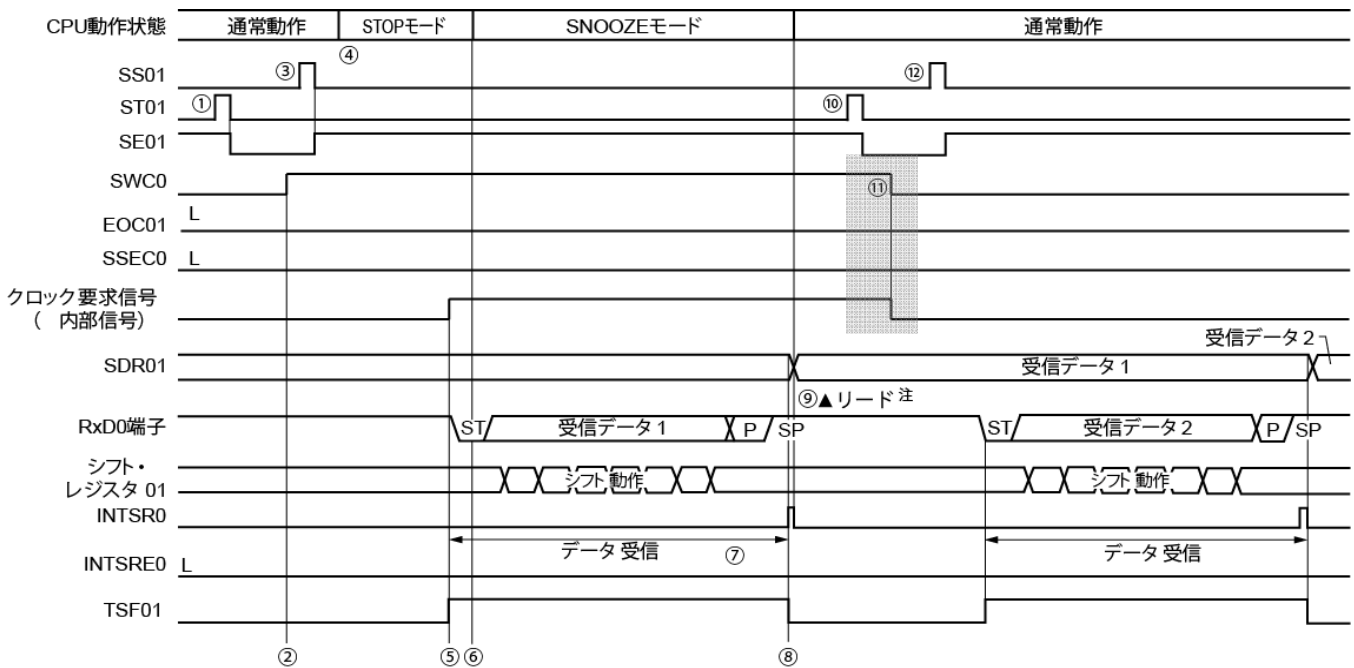 CPU動作状態 通常動作 STOPモード SNOOZEモード 通常動作
④
SS01 ③ ⑫
ST01 ① ⑩
SE01
SWC0 ⑪
EOC01 L
SSEC0 L
クロック要求信号
( 内部信号)
受信データ 2
SDR01 受信データ 1
⑨▲リード 注
RxD0端子 ST 受信データ 1 P SP ST 受信データ 2 P SP
シフト・
レジスタ 01 シフト 動作 シフト 動作
INTSR0
データ 受信 ⑦ データ 受信
INTSRE0 L
TSF01
② ⑤ ⑥ ⑧